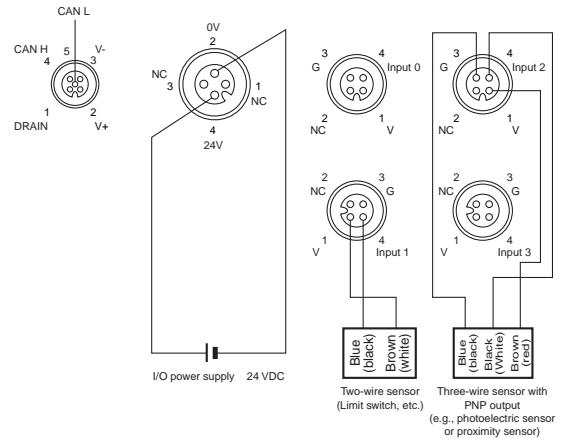 CAN L
CAN H
5
V-
4
3
1
2
DRAIN
V+
0V
2
NC
3
1
NC
4
24V
I/O power supply 24 VDC
3
4
G
Input 0
2
1
NC
V
2
3
NC
G
1
4
V
Input 1
3
4
G
Input 2
2
1
NC
V
2
3
NC
G
1
4
V
Input 3
Blue
(black)
Brown
(white)
Blue
(black)
Black
(White)
Brown
(red)
Two-wire sensor
(Limit switch, etc.)
Three-wire sensor with
PNP output
(e.g., photoelectric sensor
or proximity sensor)